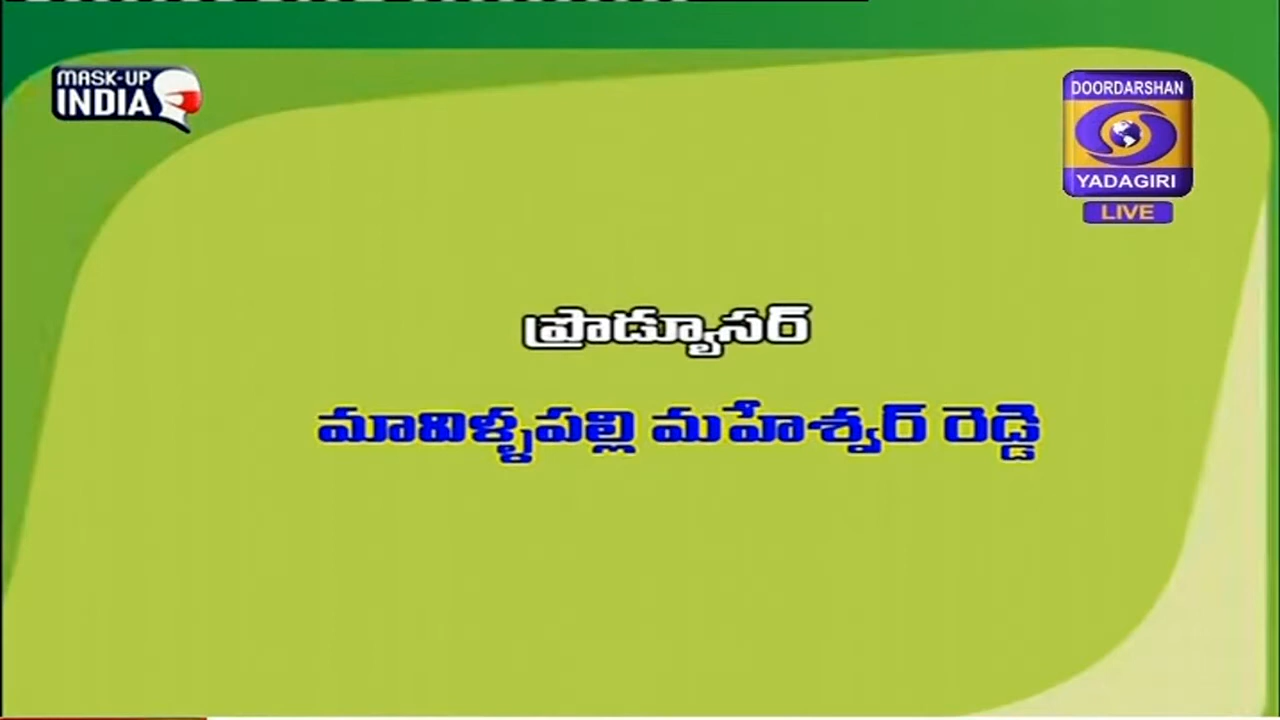 MASK-UP
INDIA
DOORDARSHAN
YADAGIRI
LIVE
ప్రొడ్యూసర్
మావిళ్ళపల్లి మహేశ్వర్ రెడ్డి